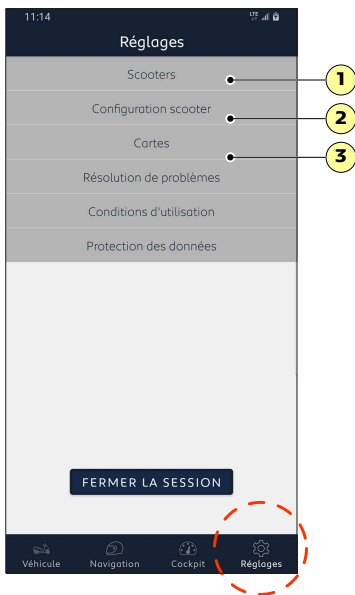 11:14 LTE
Réglages
Scooters
1
Configuration scooter
2
Cartes
3
Résolution de problèmes
Conditions d'utilisation
Protection des données
FERMER LA SESSION
Véhicule Navigation Cockpit Réglages